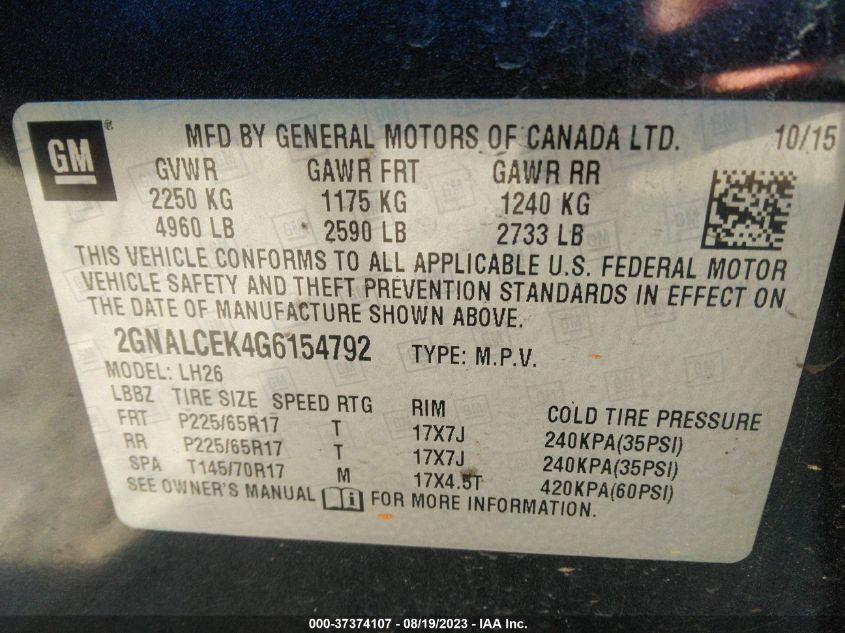 GM ®
MFD BY GENERAL MOTORS OF CANADA LTD. 10/15
GVWR GAWR FRT GAWR RR
2250 KG 1175 KG 1240 KG
4960 LB 2590 LB 2733 LB
THIS VEHICLE CONFORMS TO ALL APPLICABLE U.S. FEDERAL MOTOR
VEHICLE SAFETY AND THEFT PREVENTION STANDARDS IN EFFECT ON
THE DATE OF MANUFACTURE SHOWN ABOVE.
2GNALCEK4G6154792 TYPE: M.P.V.
MODEL: LH26
LBBZ TIRE SIZE SPEED RTG RIM COLD TIRE PRESSURE
FRT P225/65R17 T 17X7J 240KPA(35PSI)
RR P225/65R17 T 17X7J 240KPA(35PSI)
SPA T145/70R17 M 17X4.5T 420KPA(60PSI)
SEE OWNER'S MANUAL i FOR MORE INFORMATION.
000-37374107 - 08/19/2023 - IAA Inc.